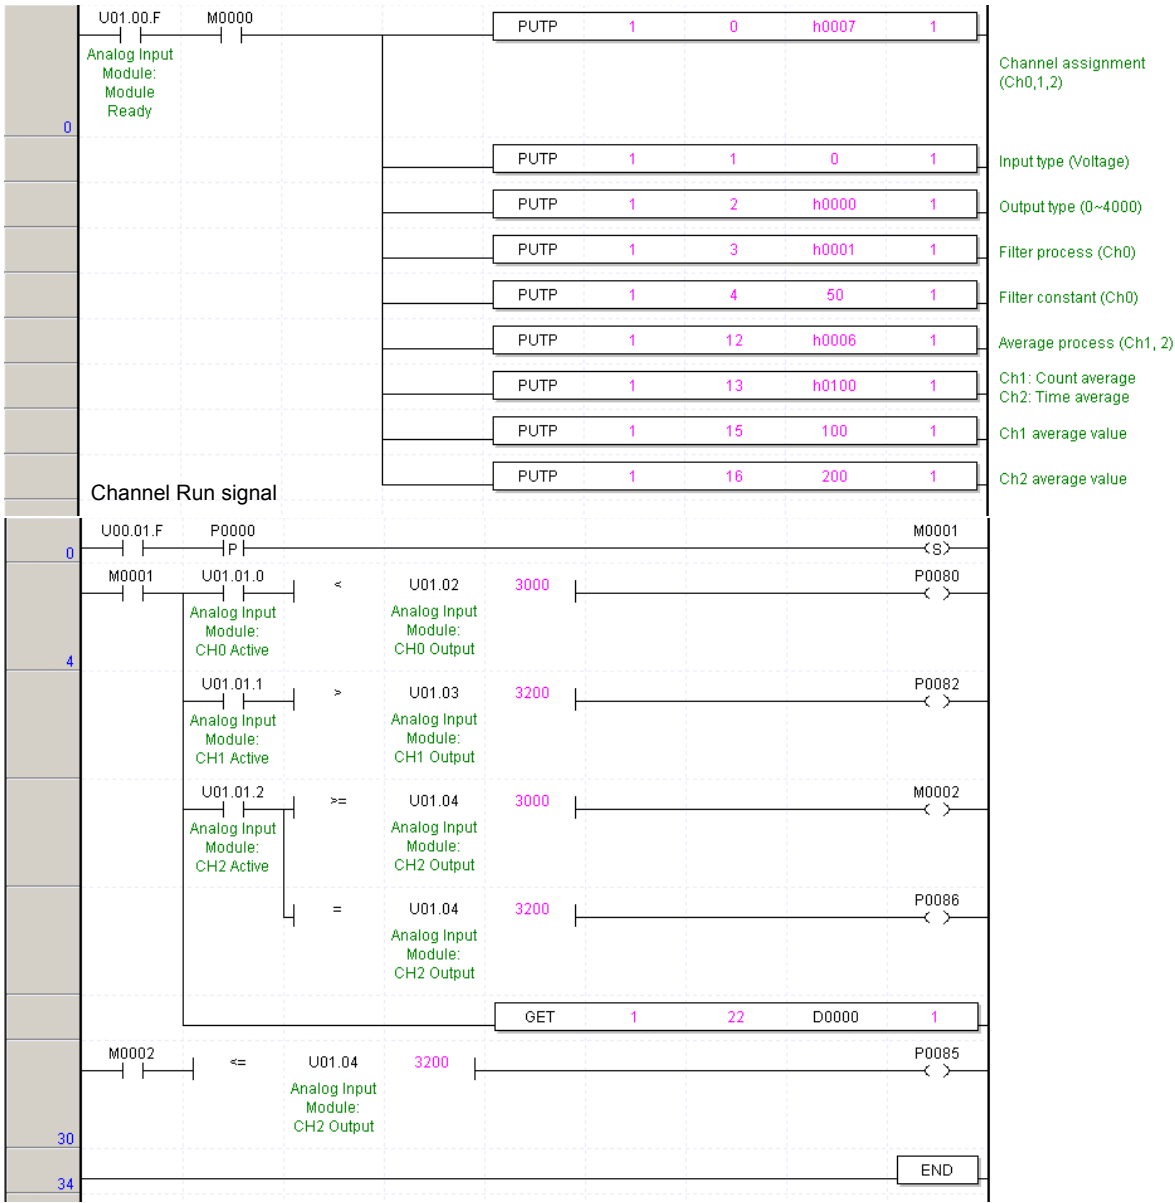 U01.00.F M0000 PUTP 1 0 h0007 1
Analog Input
Module:
Module
Ready
Channel assignment
(Ch0,1,2)
0
PUTP 1 1 0 1 Input type (Voltage)
PUTP 1 2 h0000 1 Output type (0~4000)
PUTP 1 3 h0001 1 Filter process (Ch0)
PUTP 1 4 50 1 Filter constant (Ch0)
PUTP 1 12 h0006 1 Average process (Ch1, 2)
PUTP 1 13 h0100 1 Ch1: Count average
Ch2: Time average
PUTP 1 15 100 1 Ch1 average value
PUTP 1 16 200 1 Ch2 average value
Channel Run signal
U00.01.F P0000 M0001
0 P S
M0001 U01.01.0 < U01.02 3000 P0080
Analog Input Analog Input
Module: Module:
CH0 Active CH0 Output
4
U01.01.1 > U01.03 3200 P0082
Analog Input Analog Input
Module: Module:
CH1 Active CH1 Output
U01.01.2 >= U01.04 3000 M0002
Analog Input Analog Input
Module: Module:
CH2 Active CH2 Output
= U01.04 3200 P0086
Analog Input
Module:
CH2 Output
GET 1 22 D0000 1
M0002 <= U01.04 3200 P0085
Analog Input
Module:
CH2 Output
30
END
34